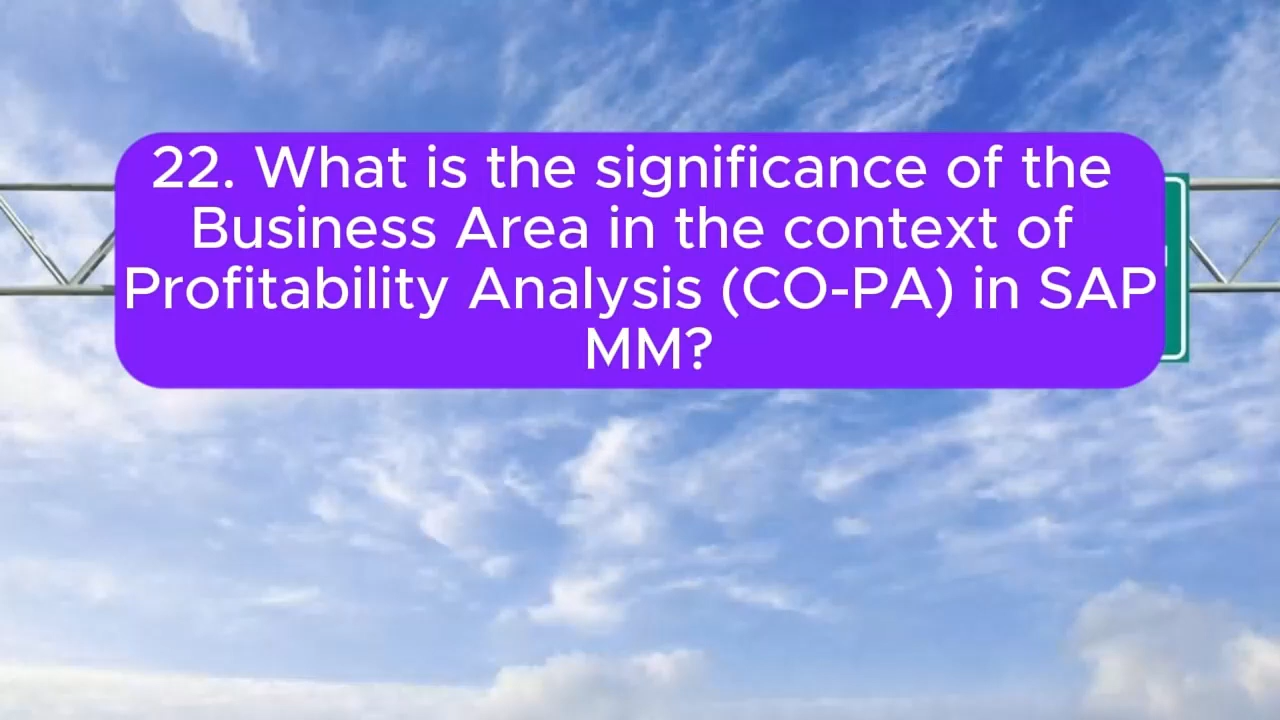 22. What is the significance of the
Business Area in the context of
Profitability Analysis (CO-PA) in SAP
MM?